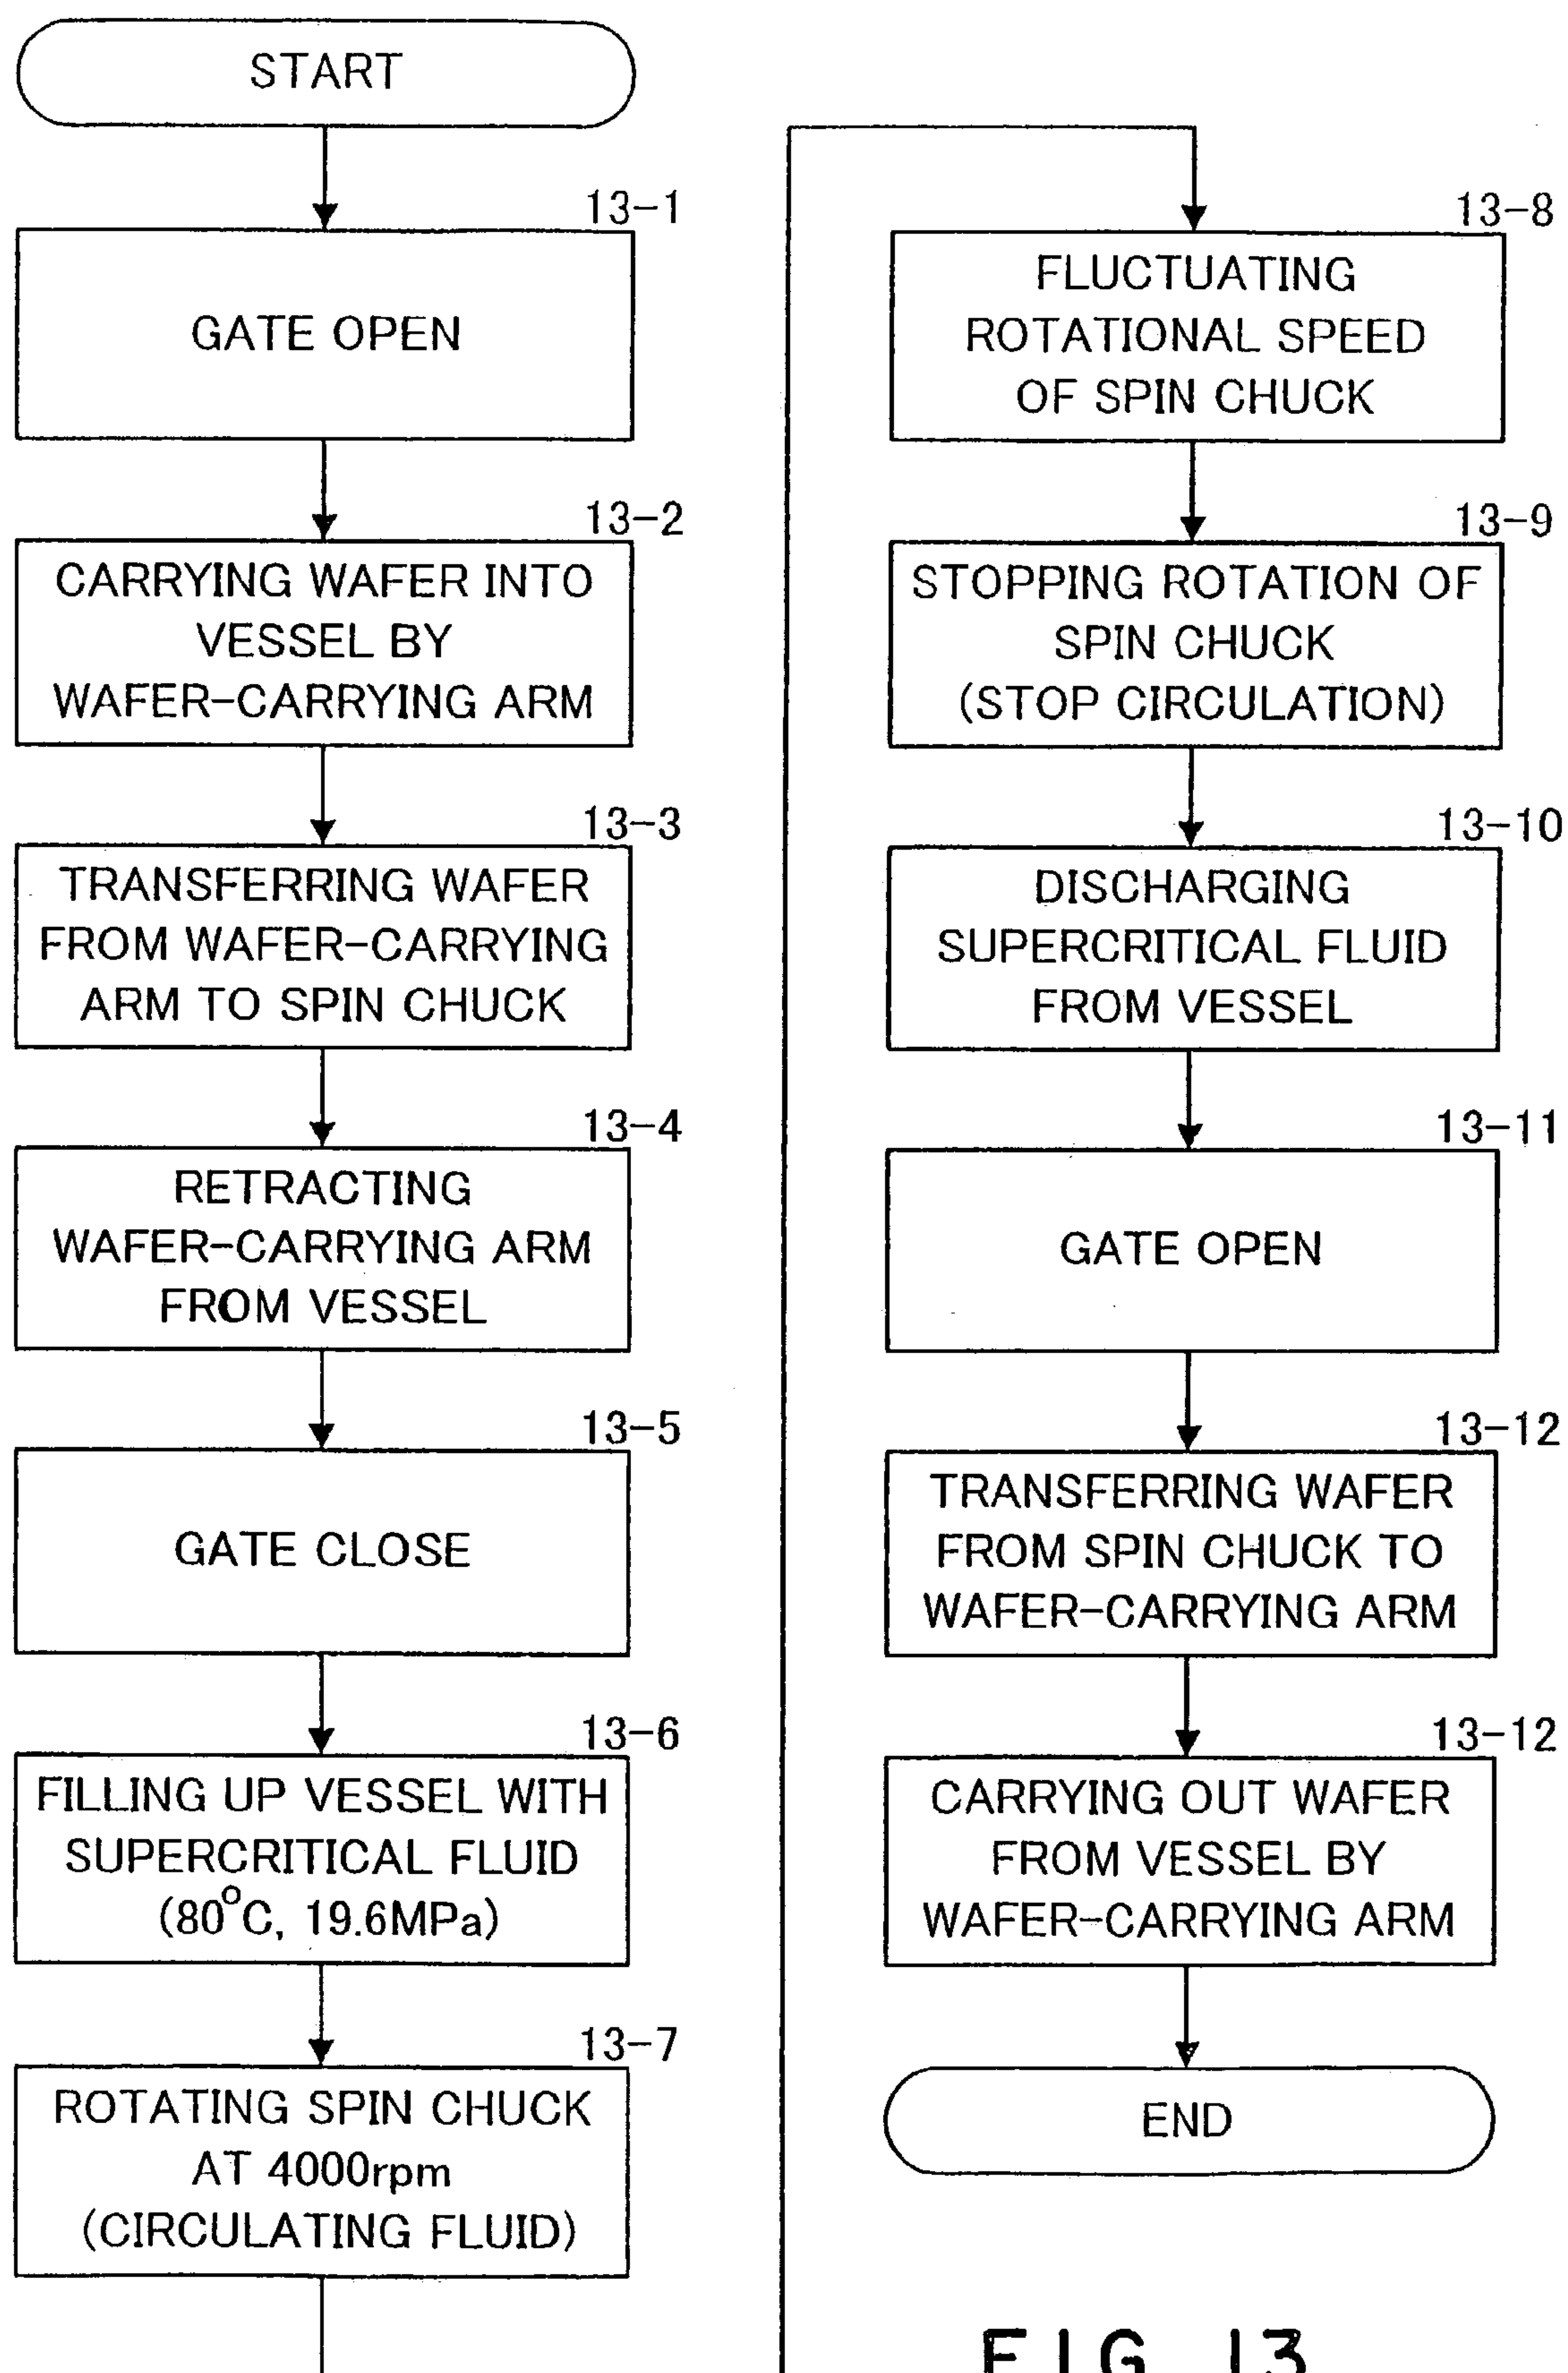 START
13-1
GATE OPEN
13-2
CARRYING WAFER INTO
VESSEL BY
WAFER-CARRYING ARM
13-3
TRANSFERRING WAFER
FROM WAFER-CARRYING
ARM TO SPIN CHUCK
13-4
RETRACTING
WAFER-CARRYING ARM
FROM VESSEL
13-5
GATE CLOSE
13-6
FILLING UP VESSEL WITH
SUPERCRITICAL FLUID
(80°C, 19.6MPa)
13-7
ROTATING SPIN CHUCK
AT 4000rpm
(CIRCULATING FLUID)
13-8
FLUCTUATING
ROTATIONAL SPEED
OF SPIN CHUCK
13-9
STOPPING ROTATION OF
SPIN CHUCK
(STOP CIRCULATION)
13-10
DISCHARGING
SUPERCRITICAL FLUID
FROM VESSEL
13-11
GATE OPEN
13-12
TRANSFERRING WAFER
FROM SPIN CHUCK TO
WAFER-CARRYING ARM
13-12
CARRYING OUT WAFER
FROM VESSEL BY
WAFER-CARRYING ARM
END
FIG. 13